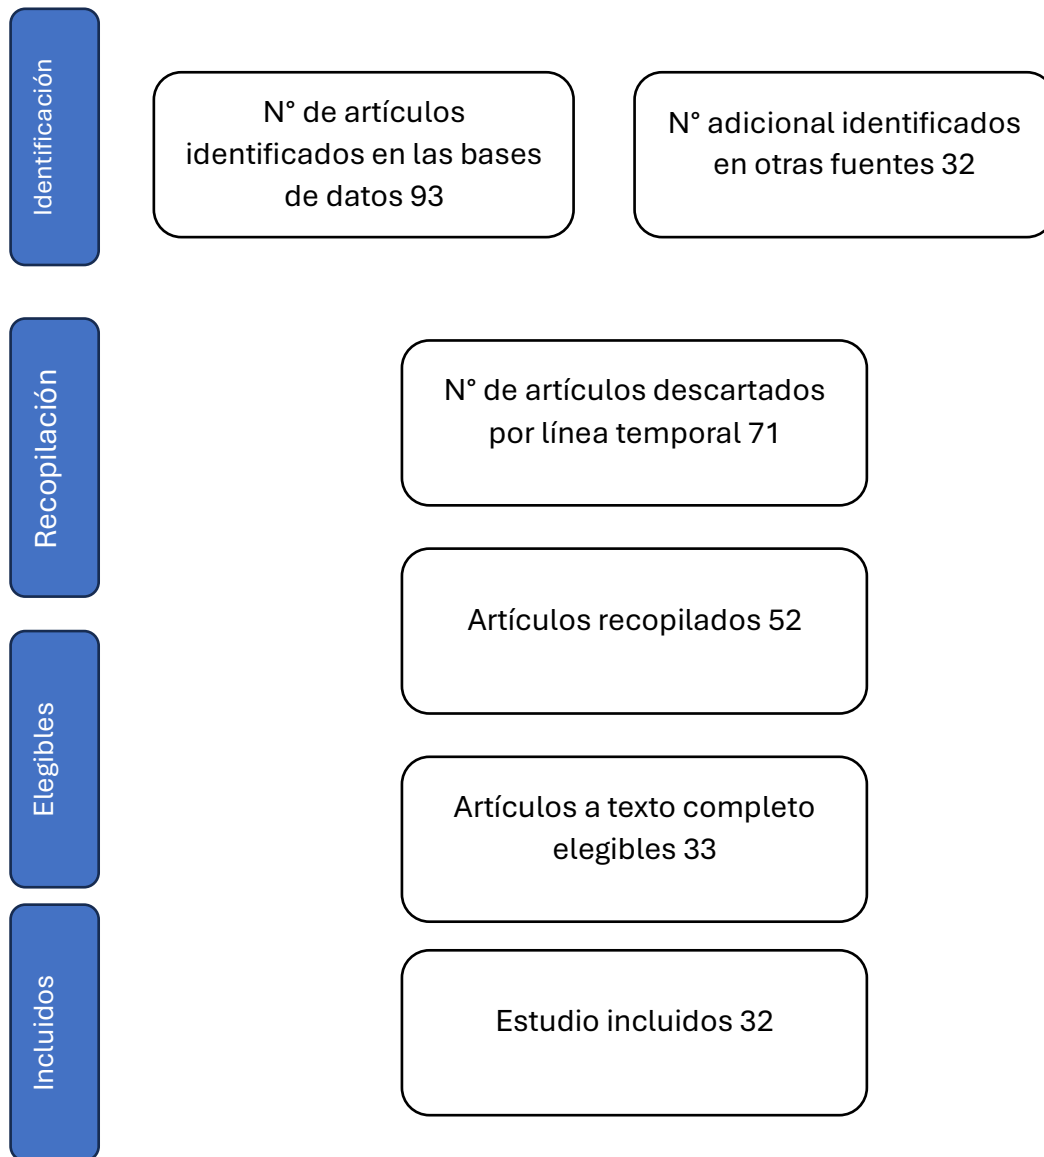 Identificación
N° de artículos
identificados en las bases
de datos 93
N° adicional identificados
en otras fuentes 32
Recopilación
N° de artículos descartados
por línea temporal 71
Artículos recopilados 52
Elegibles
Artículos a texto completo
elegibles 33
Incluidos
Estudio incluidos 32